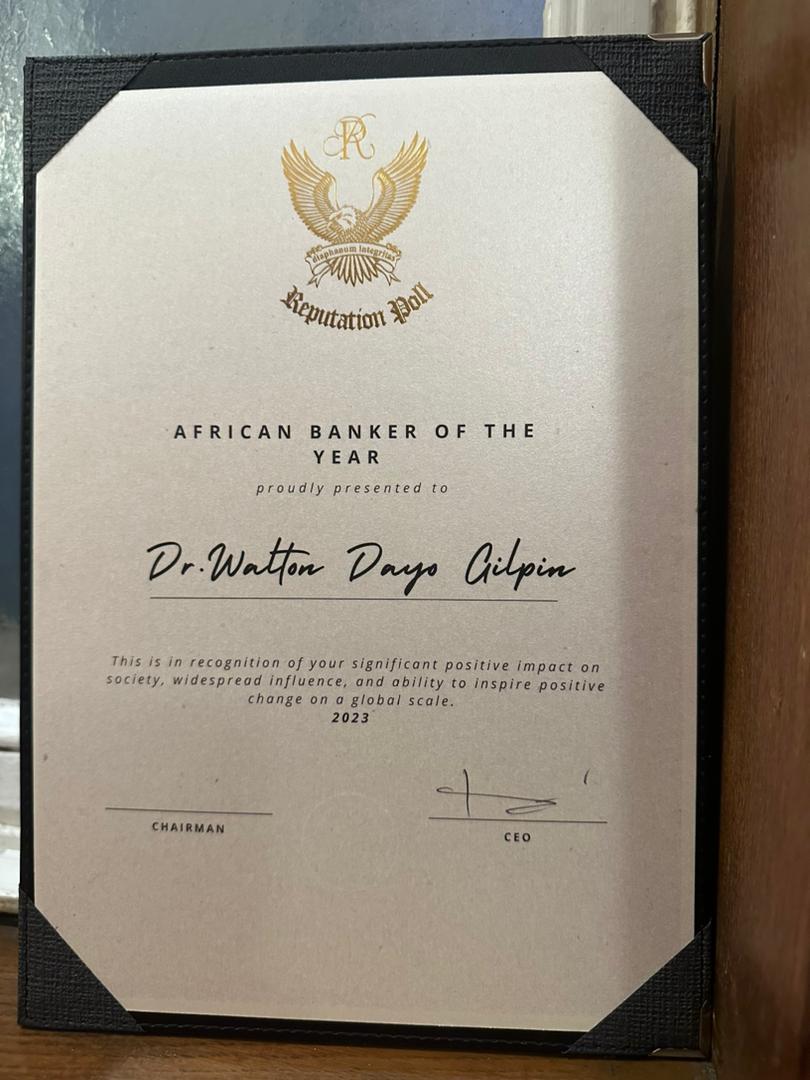 R
diaphanum integritas
Reputation Poll
AFRICAN BANKER OF THE
YEAR
proudly presented to
Dr. Walton Dayo Gilpin
This is in recognition of your significant positive impact on
society, widespread influence, and ability to inspire positive
change on a global scale.
2023
CHAIRMAN
CEO